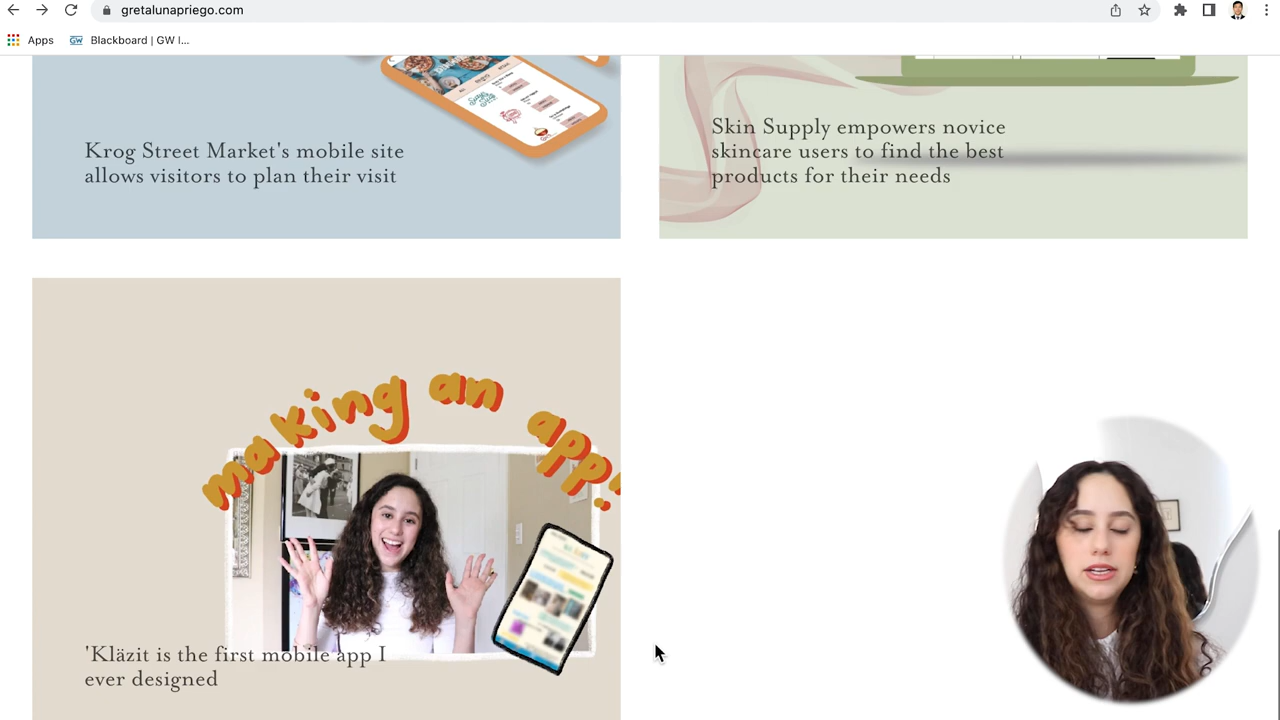 gretalunapriego.com
Apps
GW
Blackboard | GW I...
Krog Street Market's mobile site
allows visitors to plan their visit
Skin Supply empowers novice
skincare users to find the best
products for their needs
making an app!
'Kläzit is the first mobile app I
ever designed